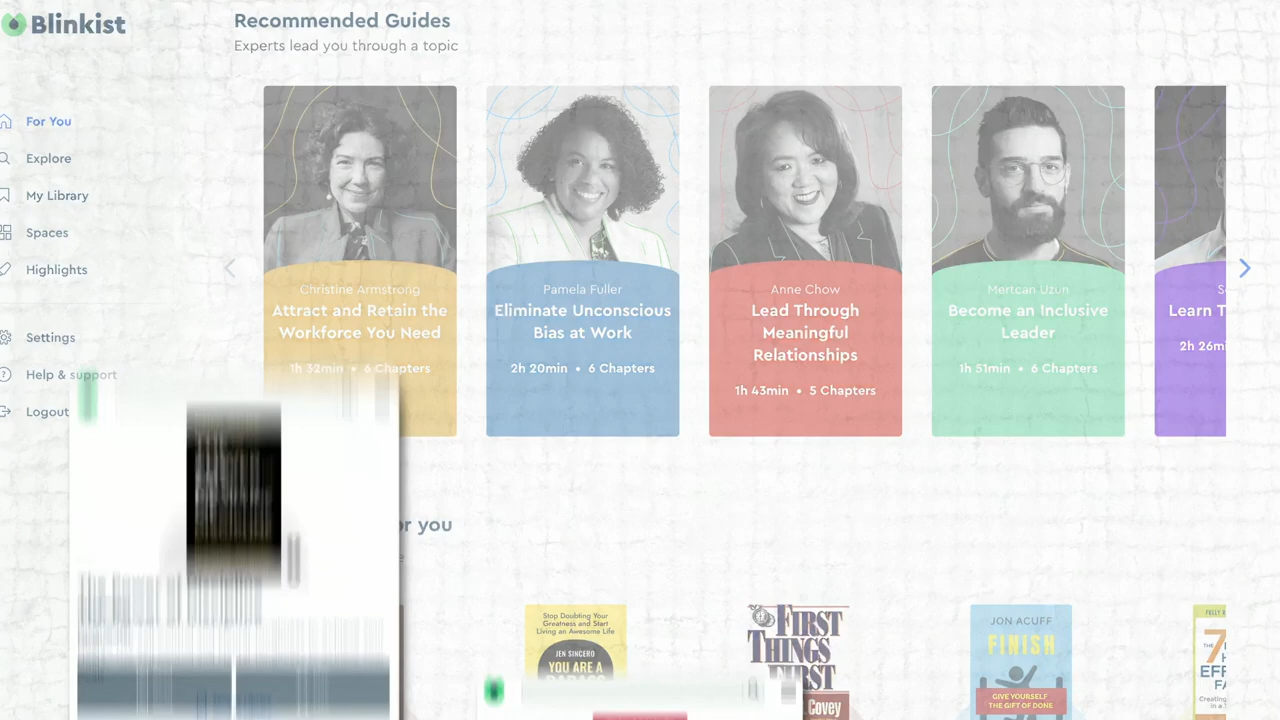 Blinkist
Recommended Guides
Experts lead you through a topic
For You
Explore
My Library
Spaces
Highlights
Settings
Help & support
Logout
Christine Armstrong
Attract and Retain the
Workforce You Need
1h 32min • 6 Chapters
Pamela Fuller
Eliminate Unconscious
Bias at Work
2h 20min • 6 Chapters
Anne Chow
Lead Through
Meaningful
Relationships
1h 43min • 5 Chapters
Mertcan Uzun
Become an Inclusive
Leader
1h 51min • 6 Chapters
Learn
2h 26mi
for you
Stop Doubting Your
Greatness and Start
Living an Awesome Life
JEN SINCERO
YOU ARE A
FIRST
THINGS
FIRST
Covey
JON ACUFF
FINISH
GIVE YOURSELF
THE GIFT OF DONE
THE 7